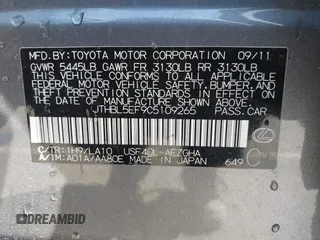 MFD.BY:TOYOTA MOTOR CORPORATION 09/11
GVWR 5445LB GAWR FR 3130LB RR 3130LB
THIS VEHICLE CONFORMS TO ALL APPLICABLE
FEDERAL MOTOR VEHICLE SAFETY, BUMPER, AND
THEFT PREVENTION STANDARDS IN EFFECT ON
THE DATE OF MANUFACTURE SHOWN ABOVE.
JTHBL5EF9C5109265 PASS.CAR
C/TR:1H9/LA10 USF40L-AEZGHA
A/TM:A01A/AA80E MADE IN JAPAN 649
DREAMBID